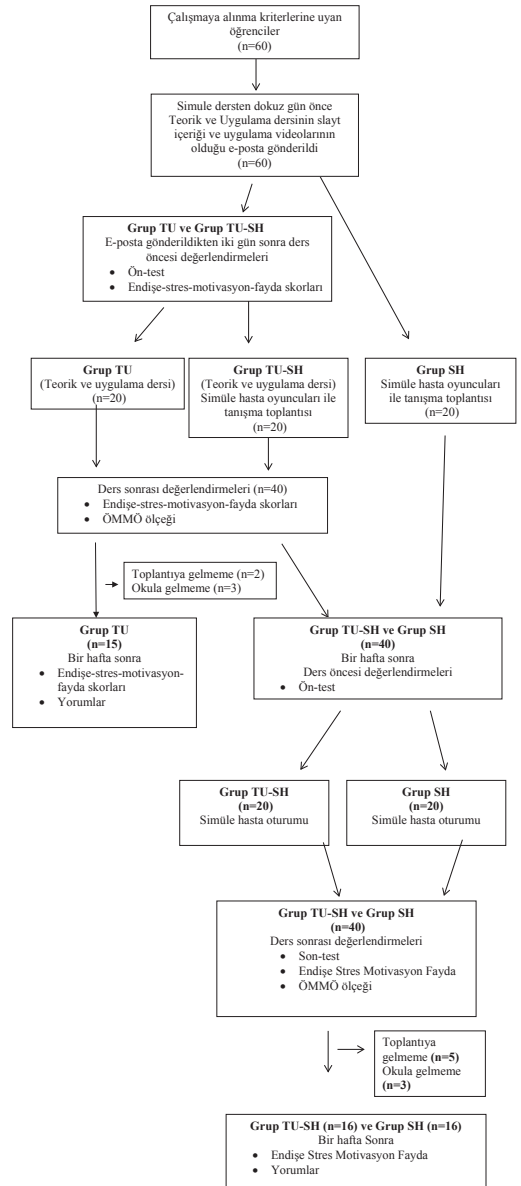 Çalışmaya alınma kriterlerine uyan
öğrenciler
(n=60)
Simule dersten dokuz gün önce
Teorik ve Uygulama dersinin slayt
içeriği ve uygulama videolarının
olduğu e-posta gönderildi
(n=60)
Grup TU ve Grup TU-SH
E-posta gönderildikten iki gün sonra ders
öncesi değerlendirmeleri
• Ön-test
• Endişe-stres-motivasyon-fayda skorları
Grup TU
(Teorik ve uygulama dersi)
(n=20)
Grup TU-SH
(Teorik ve uygulama dersi)
Simüle hasta oyuncuları ile
tanışma toplantısı
(n=20)
Grup SH
Simüle hasta oyuncuları
ile tanışma toplantısı
(n=20)
Ders sonrası değerlendirmeleri (n=40)
• Endişe-stres-motivasyon-fayda skorları
• ÖMMÖ ölçeği
Toplantıya gelmeme (n=2)
Okula gelmeme (n=3)
Grup TU
(n=15)
Bir hafta sonra
• Endişe-stres-motivasyon-
fayda skorları
• Yorumlar
Grup TU-SH ve Grup SH
(n=40)
Bir hafta sonra
Ders öncesi değerlendirmeleri
• Ön-test
Grup TU-SH
(n=20)
Simüle hasta oturumu
Grup SH
(n=20)
Simüle hasta oturumu
Grup TU-SH ve Grup SH
(n=40)
Ders sonrası değerlendirmeleri
• Son-test
• Endişe Stres Motivasyon Fayda
• ÖMMÖ ölçeği
Toplantıya
gelmeme (n=5)
Okula gelmeme
(n=3)
Grup TU-SH (n=16) ve Grup SH (n=16)
Bir hafta Sonra
• Endişe Stres Motivasyon Fayda
• Yorumlar